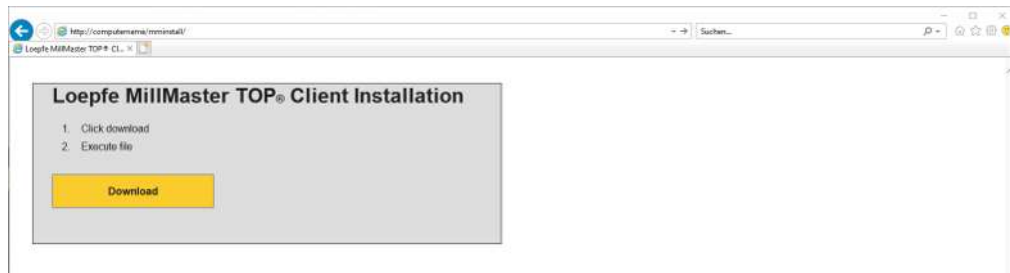 http://computername/mminstall/
Suchen...
Loepfe MillMaster TOP® Cl...
Loepfe MillMaster TOP® Client Installation
1. Click download
2. Execute file
Download